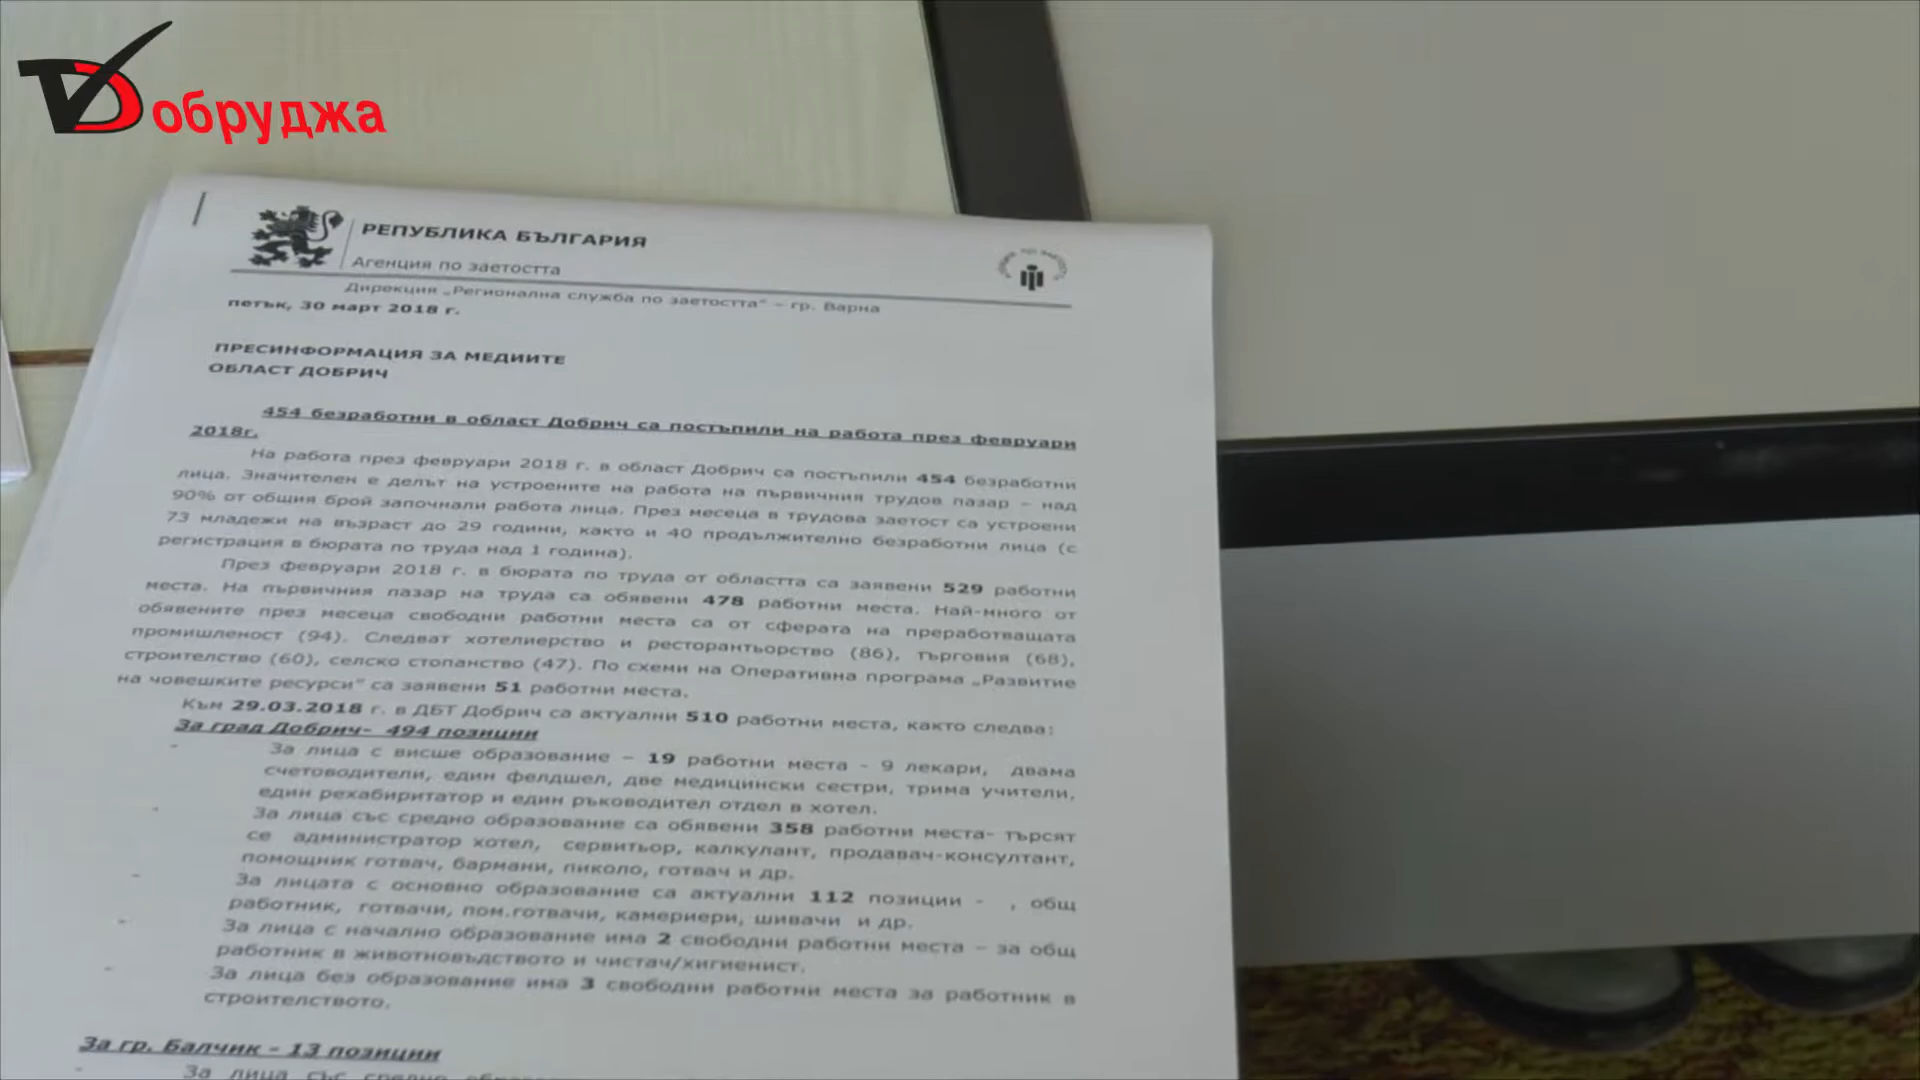 Добруджа
РЕПУБЛИКА БЪЛГАРИЯ
Агенция по заетостта
Дирекция „Регионална служба по заетостта“ – гр. Варна
петък, 30 март 2018 г.
ПРЕСИНФОРМАЦИЯ ЗА МЕДИИТЕ
ОБЛАСТ ДОБРИЧ
454 безработни в област Добрич са постъпили на работа през февруари
2018г.
На работа през февруари 2018 г. в област Добрич са постъпили 454 безработни
лица. Значителен е делът на устроените на работа на първичния трудов пазар – над
90% от общия брой започнали работа лица. През месеца в трудова заетост са устроени
73 младежи на възраст до 29 години, както и 40 продължително безработни лица (с
регистрация в бюрата по труда над 1 година).
През февруари 2018 г. в бюрата по труда от областта са заявени 529 работни
места. На първичния пазар на труда са обявени 478 работни места. Най-много от
обявените през месеца свободни работни места са от сферата на преработващата
промишленост (94). Следват хотелиерство и ресторантьорство (86), търговия (68),
строителство (60), селско стопанство (47). По схеми на Оперативна програма „Развитие
на човешките ресурси“ са заявени 51 работни места.
Към 29.03.2018 г. в ДБТ Добрич са актуални 510 работни места, както следва:
За град Добрич- 494 позиции
- За лица с висше образование – 19 работни места - 9 лекари, двама
счетоводители, един фелдшел, две медицински сестри, трима учители,
един рехабиритатор и един ръководител отдел в хотел.
- За лица със средно образование са обявени 358 работни места- търсят
се администратор хотел, сервитьор, калкулант, продавач-консултант,
помощник готвач, бармани, пиколо, готвач и др.
- За лицата с основно образование са актуални 112 позиции - , общ
работник, готвачи, пом.готвачи, камериери, шивачи и др.
- За лица с начално образование има 2 свободни работни места – за общ
работник в животновъдството и чистач/хигиенист.
- За лица без образование има 3 свободни работни места за работник в
строителството.
За гр. Балчик - 13 позиции
- За лица със средно